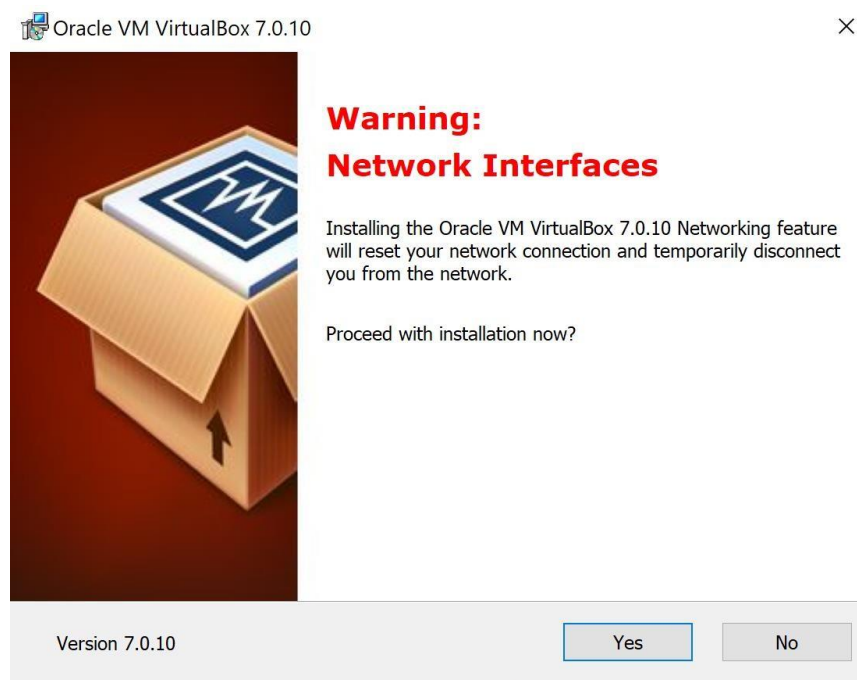 Oracle VM VirtualBox 7.0.10
Warning:
Network Interfaces
Installing the Oracle VM VirtualBox 7.0.10 Networking feature
will reset your network connection and temporarily disconnect
you from the network.
Proceed with installation now?
Version 7.0.10
Yes
No